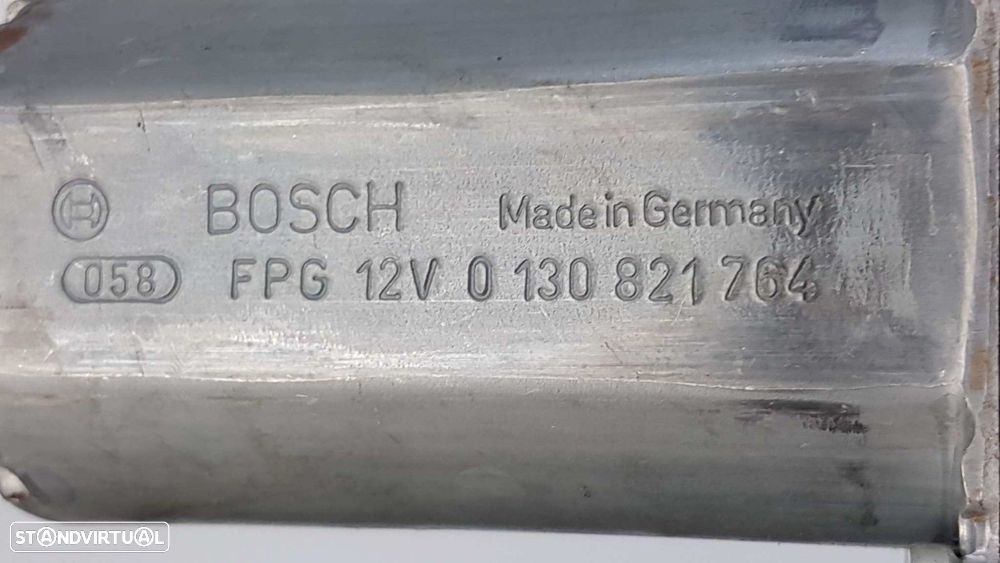 BOSCH Made in Germany
058 FPG 12V 0 130 821 764
STANDVIRTUAL